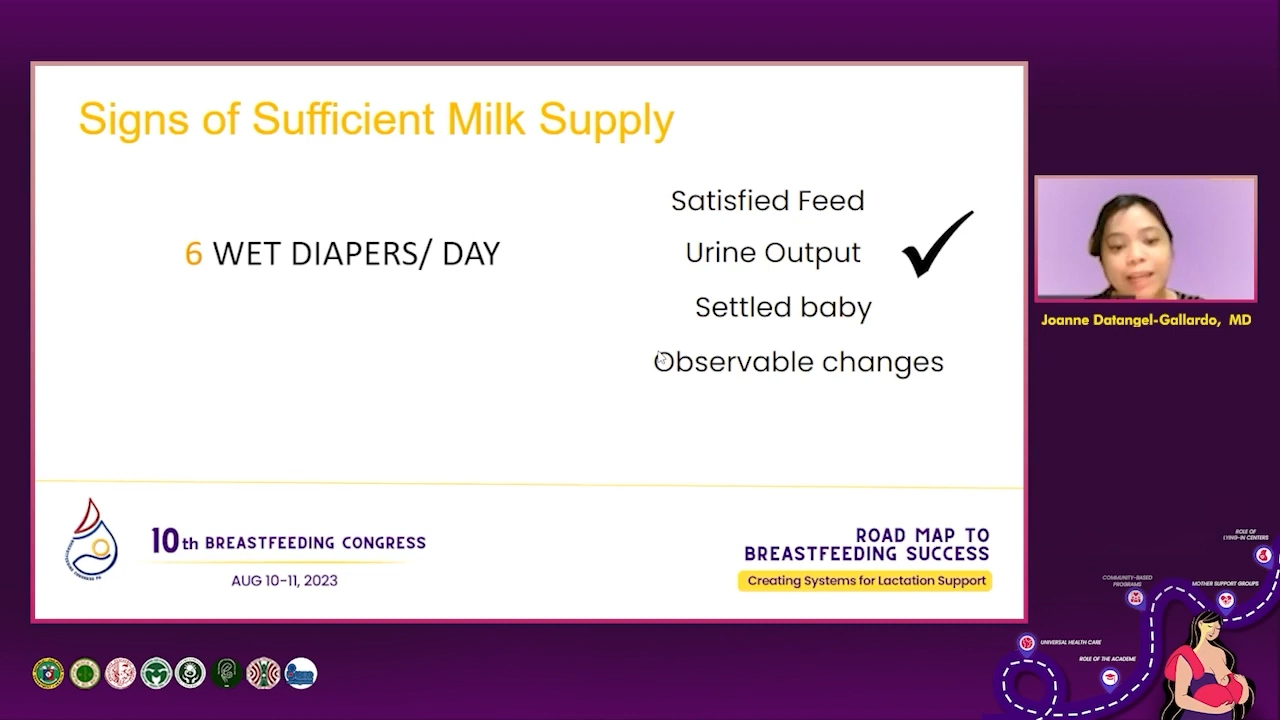 Signs of Sufficient Milk Supply
6 WET DIAPERS/ DAY
Satisfied Feed
Urine Output
Settled baby
Observable changes
10th BREASTFEEDING CONGRESS
AUG 10-11, 2023
ROAD MAP TO
BREASTFEEDING SUCCESS
Creating Systems for Lactation Support
Joanne Datangel-Gallardo, MD
ROLE OF
LYING-IN CENTERS
COMMUNITY-BASED
PROGRAMS
MOTHER SUPPORT GROUPS
UNIVERSAL HEALTH CARE
ROLE OF THE ACADEME